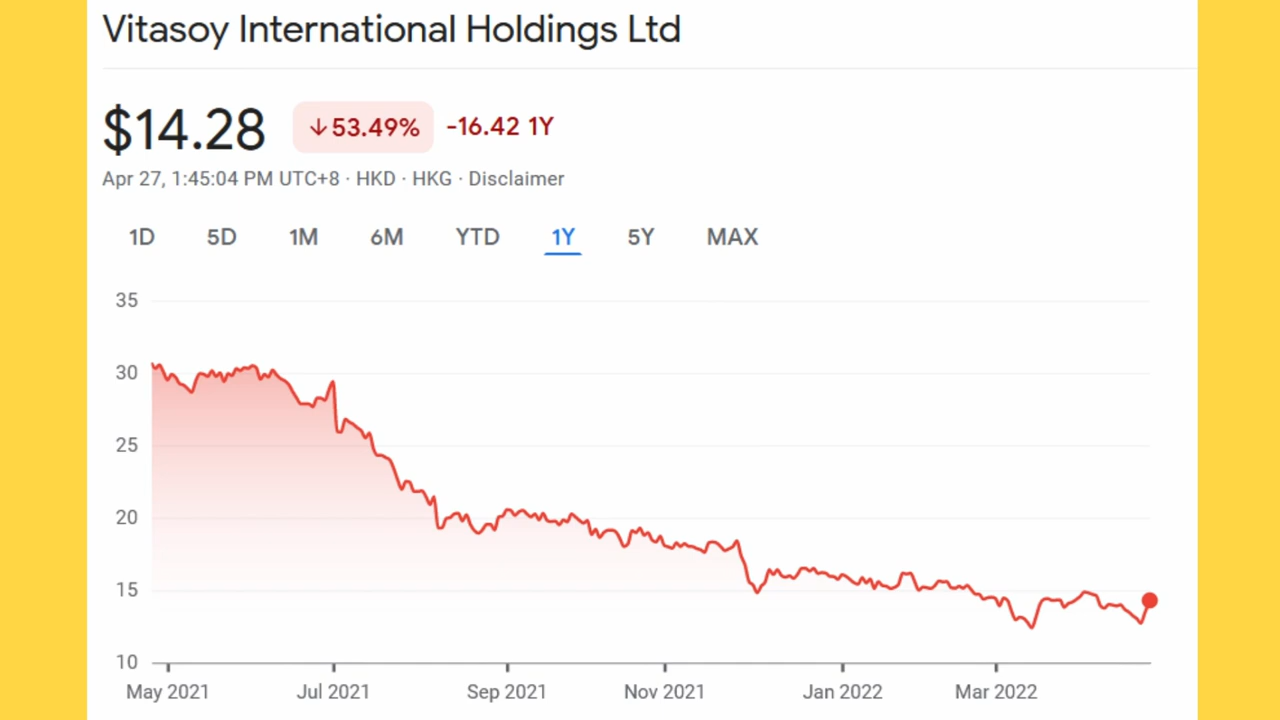 Vitasoy International Holdings Ltd
$14.28 ↓53.49% -16.42 1Y
Apr 27, 1:45:04 PM UTC+8 · HKD · HKG · Disclaimer
1D 5D 1M 6M YTD 1Y 5Y MAX
35
30
25
20
15
10
May 2021 Jul 2021 Sep 2021 Nov 2021 Jan 2022 Mar 2022